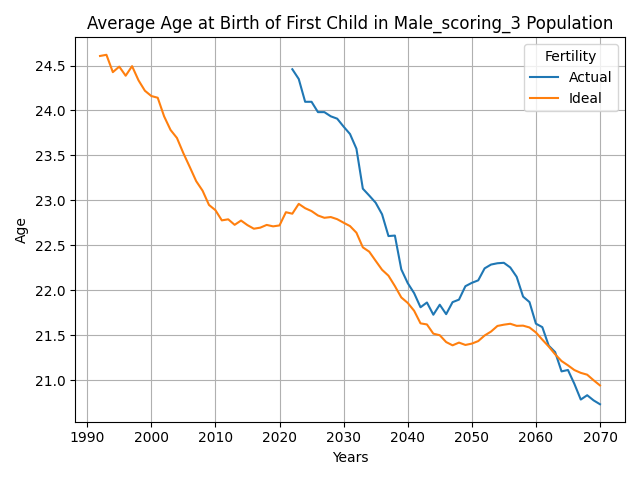 Average Age at Birth of First Child in Male_scoring_3 Population
Fertility
Actual
Ideal
Age
24.5
24.0
23.5
23.0
22.5
22.0
21.5
21.0
1990 2000 2010 2020 2030 2040 2050 2060 2070
Years